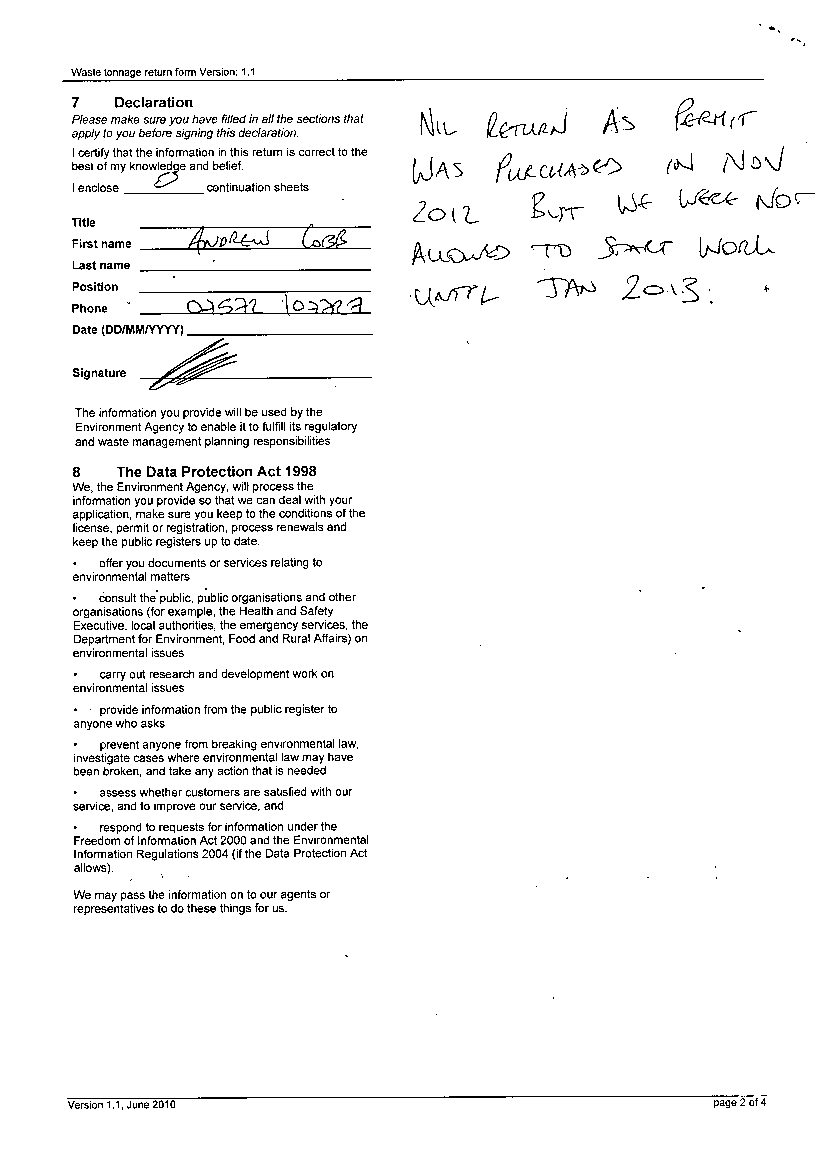 Waste tonnage return form Version: 1.1
7 Declaration
Please make sure you have filled in all the sections that
apply to you before signing this declaration.
I certify that the information in this return is correct to the
best of my knowledge and belief.
I enclose 0 continuation sheets
Title
First name ANDREW COBB
Last name
Position
Phone
Date (DD/MM/YYYY)
Signature
The information you provide will be used by the
Environment Agency to enable it to fulfill its regulatory
and waste management planning responsibilities
8 The Data Protection Act 1998
We, the Environment Agency, will process the
information you provide so that we can deal with your
application, make sure you keep to the conditions of the
license, permit or registration, process renewals and
keep the public registers up to date.
• offer you documents or services relating to
environmental matters
• consult the public, public organisations and other
organisations (for example, the Health and Safety
Executive, local authorities, the emergency services, the
Department for Environment, Food and Rural Affairs) on
environmental issues
• carry out research and development work on
environmental issues
• provide information from the public register to
anyone who asks
• prevent anyone from breaking environmental law,
investigate cases where environmental law may have
been broken, and take any action that is needed
• assess whether customers are satisfied with our
service, and to improve our service, and
• respond to requests for information under the
Freedom of Information Act 2000 and the Environmental
Information Regulations 2004 (if the Data Protection Act
allows).
We may pass the information on to our agents or
representatives to do these things for us.
NIL RETURN AS PERMIT
WAS PURCHASED IN NOV
2012 BUT WE WERE NOT
ALLOWED TO START WORK
UNTIL JAN 2013.
Version 1.1, June 2010
page 2 of 4